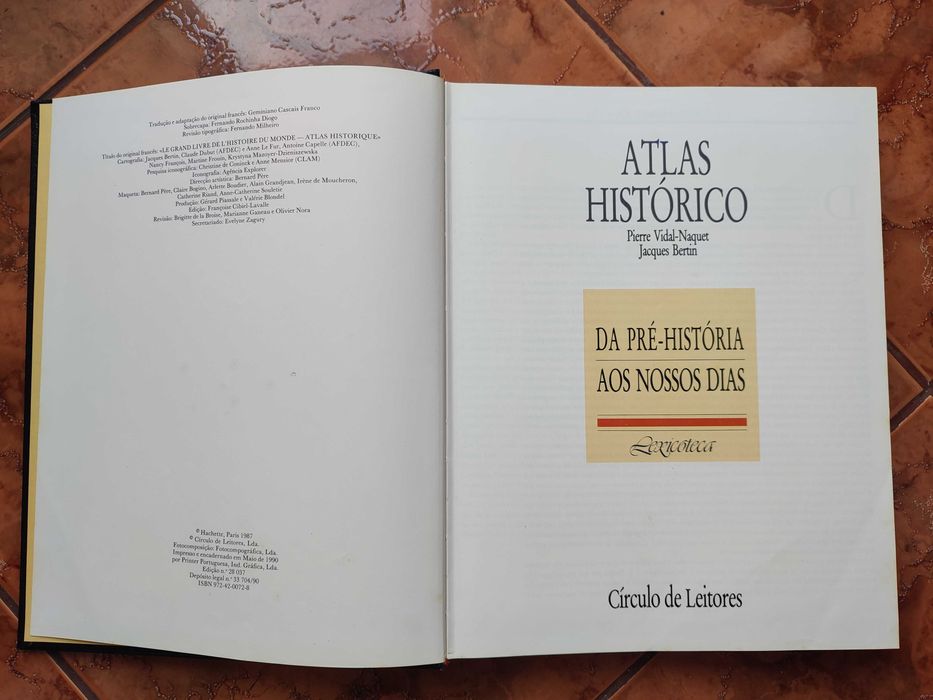 Tradução e adaptação do original francês: Geminiano Cascais Franco
Sobrecapa: Fernando Rochinha Diogo
Revisão tipográfica: Fernando Milheiro
Título do original francês: «LE GRAND LIVRE DE L'HISTOIRE DU MONDE — ATLAS HISTORIQUE»
Cartografia: Jacques Bertin, Claude Dubut (AFDEC) e Anne Le Fur, Antoine Capelle (AFDEC),
Nancy François, Martine Frouin, Krystyna Mazoyer-Dzieniszewska
Pesquisa iconográfica: Christine de Coninck e Anne Mensior (CLAM)
Iconografia: Agência Explorer
Direcção artística: Bernard Père
Maqueta: Bernard Père, Claire Bogino, Arlette Boudier, Alain Grandjean, Irène de Moucheron,
Catherine Riand, Anne-Catherine Souletie
Produção: Gérard Piassale e Valérie Blondel
Edição: Françoise Cibiel-Lavalle
Revisão: Brigitte de la Broise, Marianne Ganeau e Olivier Nora
Secretariado: Evelyne Zagury
© Hachette, Paris 1987
© Círculo de Leitores, Lda.
Fotocomposição: Fotocompográfica, Lda.
Impresso e encadernado em Maio de 1990
por Printer Portuguesa, Ind. Gráfica, Lda.
Edição n.º 28 037
Depósito legal n.º 33 704/90
ISBN 972-42-0072-8
ATLAS
HISTÓRICO
Pierre Vidal-Naquet
Jacques Bertin
DA PRÉ-HISTÓRIA
AOS NOSSOS DIAS
Lexicoteca
Círculo de Leitores